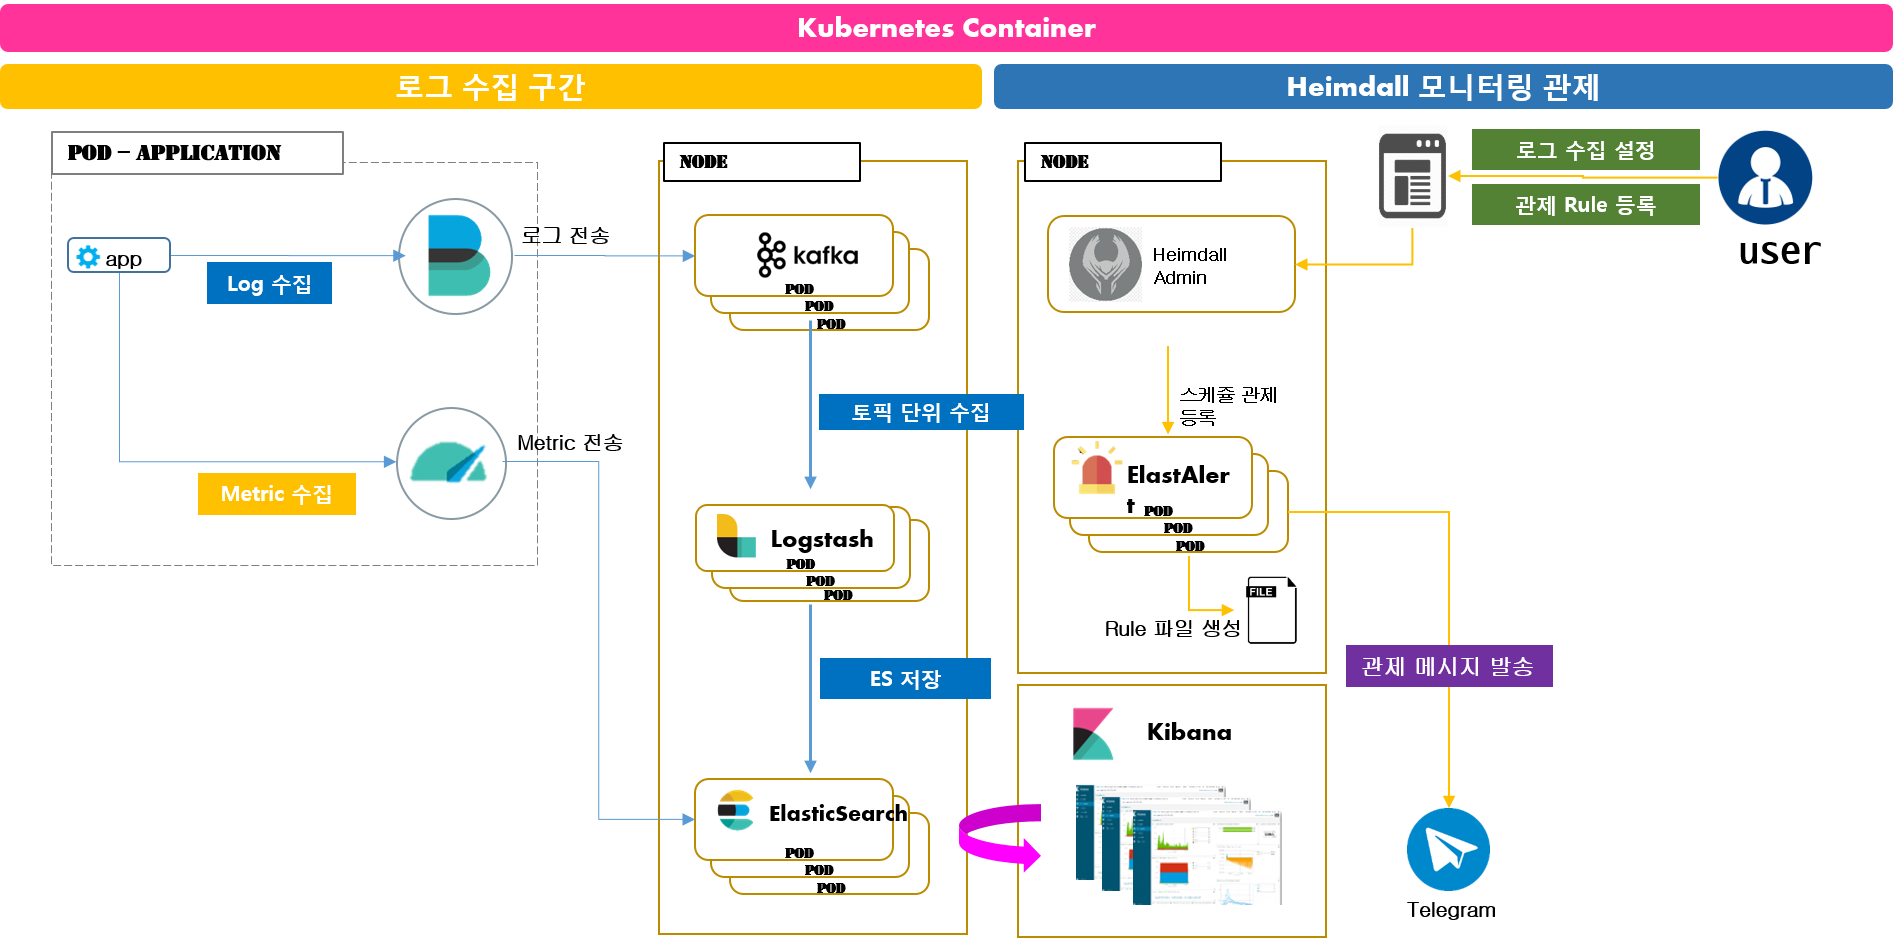 Kubernetes Container
로그 수집 구간
Heimdall 모니터링 관제
POD – APPLICATION
app
Log 수집
로그 전송
Metric 수집
Metric 전송
NODE
kafka
POD
POD
POD
토픽 단위 수집
Logstash
POD
POD
POD
ES 저장
ElasticSearch
POD
POD
POD
NODE
Heimdall
Admin
스케쥴 관제
등록
ElastAler
t
POD
POD
POD
FILE
Rule 파일 생성
Kibana
로그 수집 설정
관제 Rule 등록
user
관제 메시지 발송
Telegram